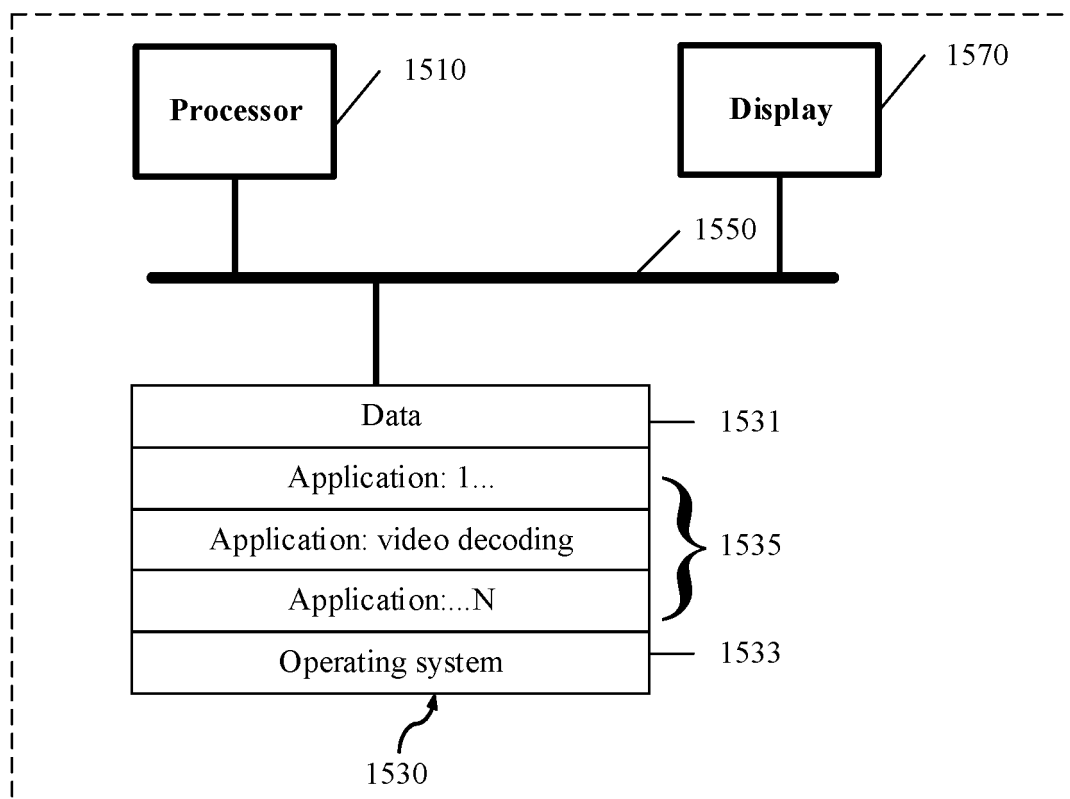 1510
1570
Processor
Display
1550
Data
1531
Application: 1...
Application: video decoding
1535
Application:...N
Operating system
1533
1530